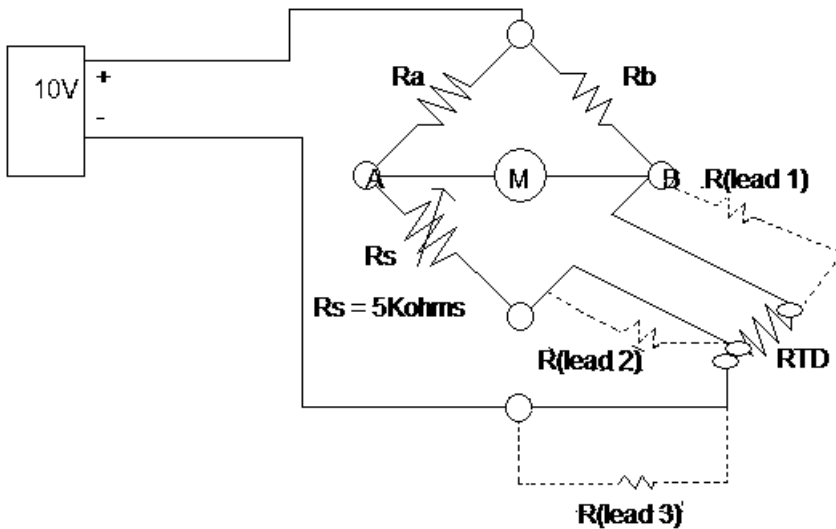 10V
+
-
Ra
Rb
A
M
B
R(lead 1)
Rs
Rs = 5Kohms
R(lead 2)
RTD
R(lead 3)